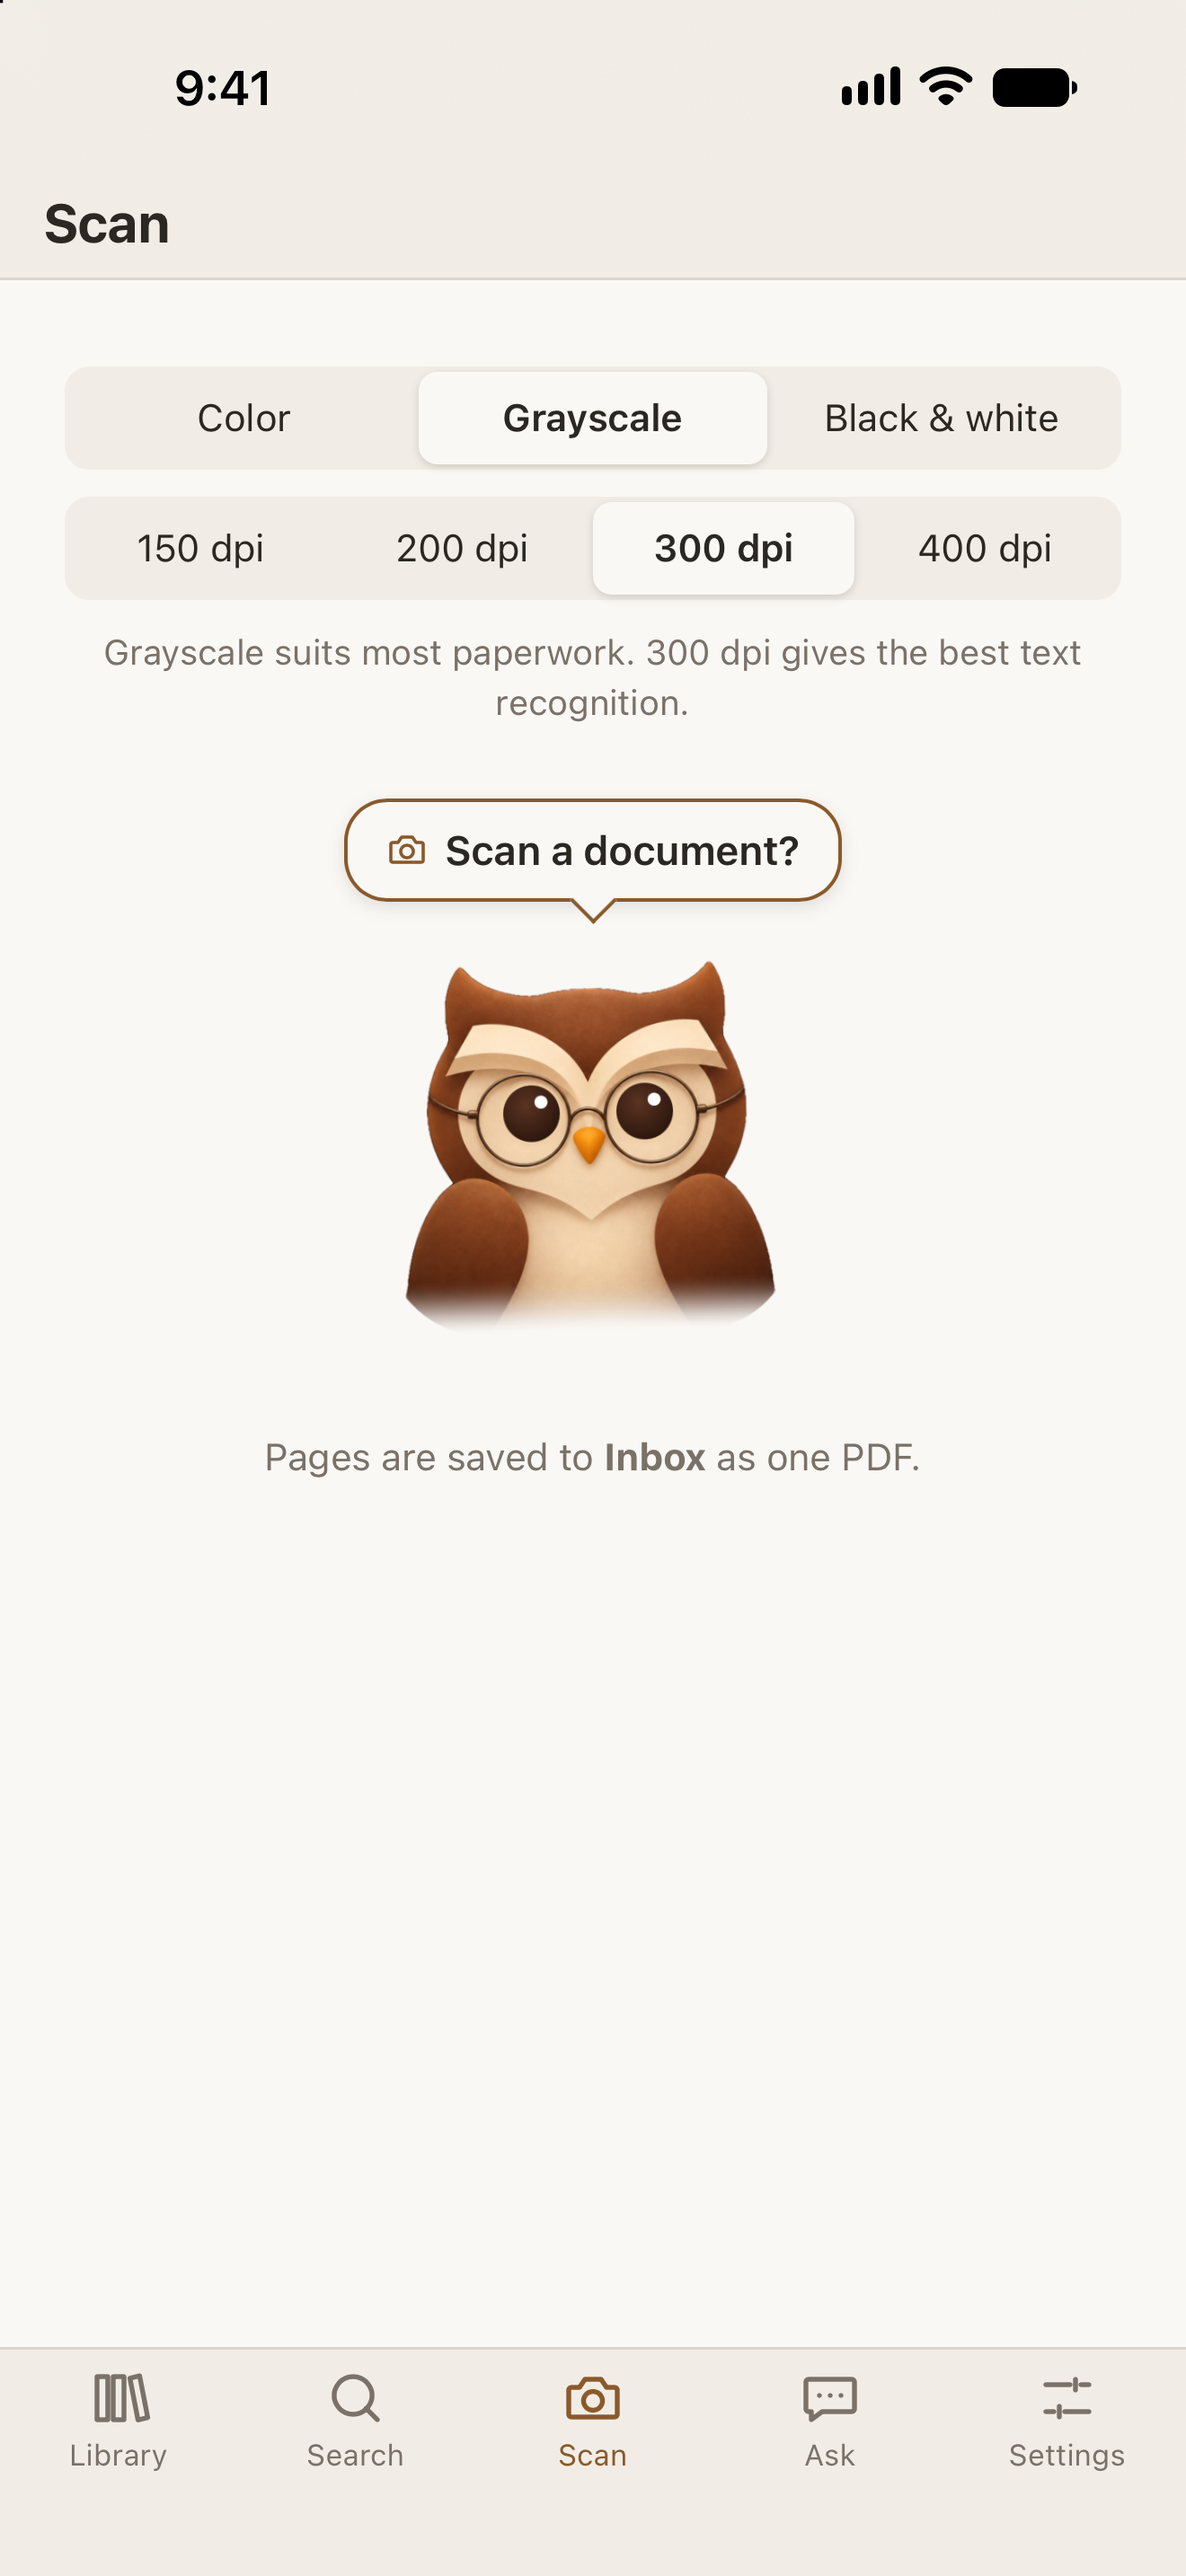 9:41
Scan
Color
Grayscale
Black & white
150 dpi
200 dpi
300 dpi
400 dpi
Grayscale suits most paperwork. 300 dpi gives the best text
recognition.
Scan a document?
Pages are saved to Inbox as one PDF.
Library
Search
Scan
Ask
Settings